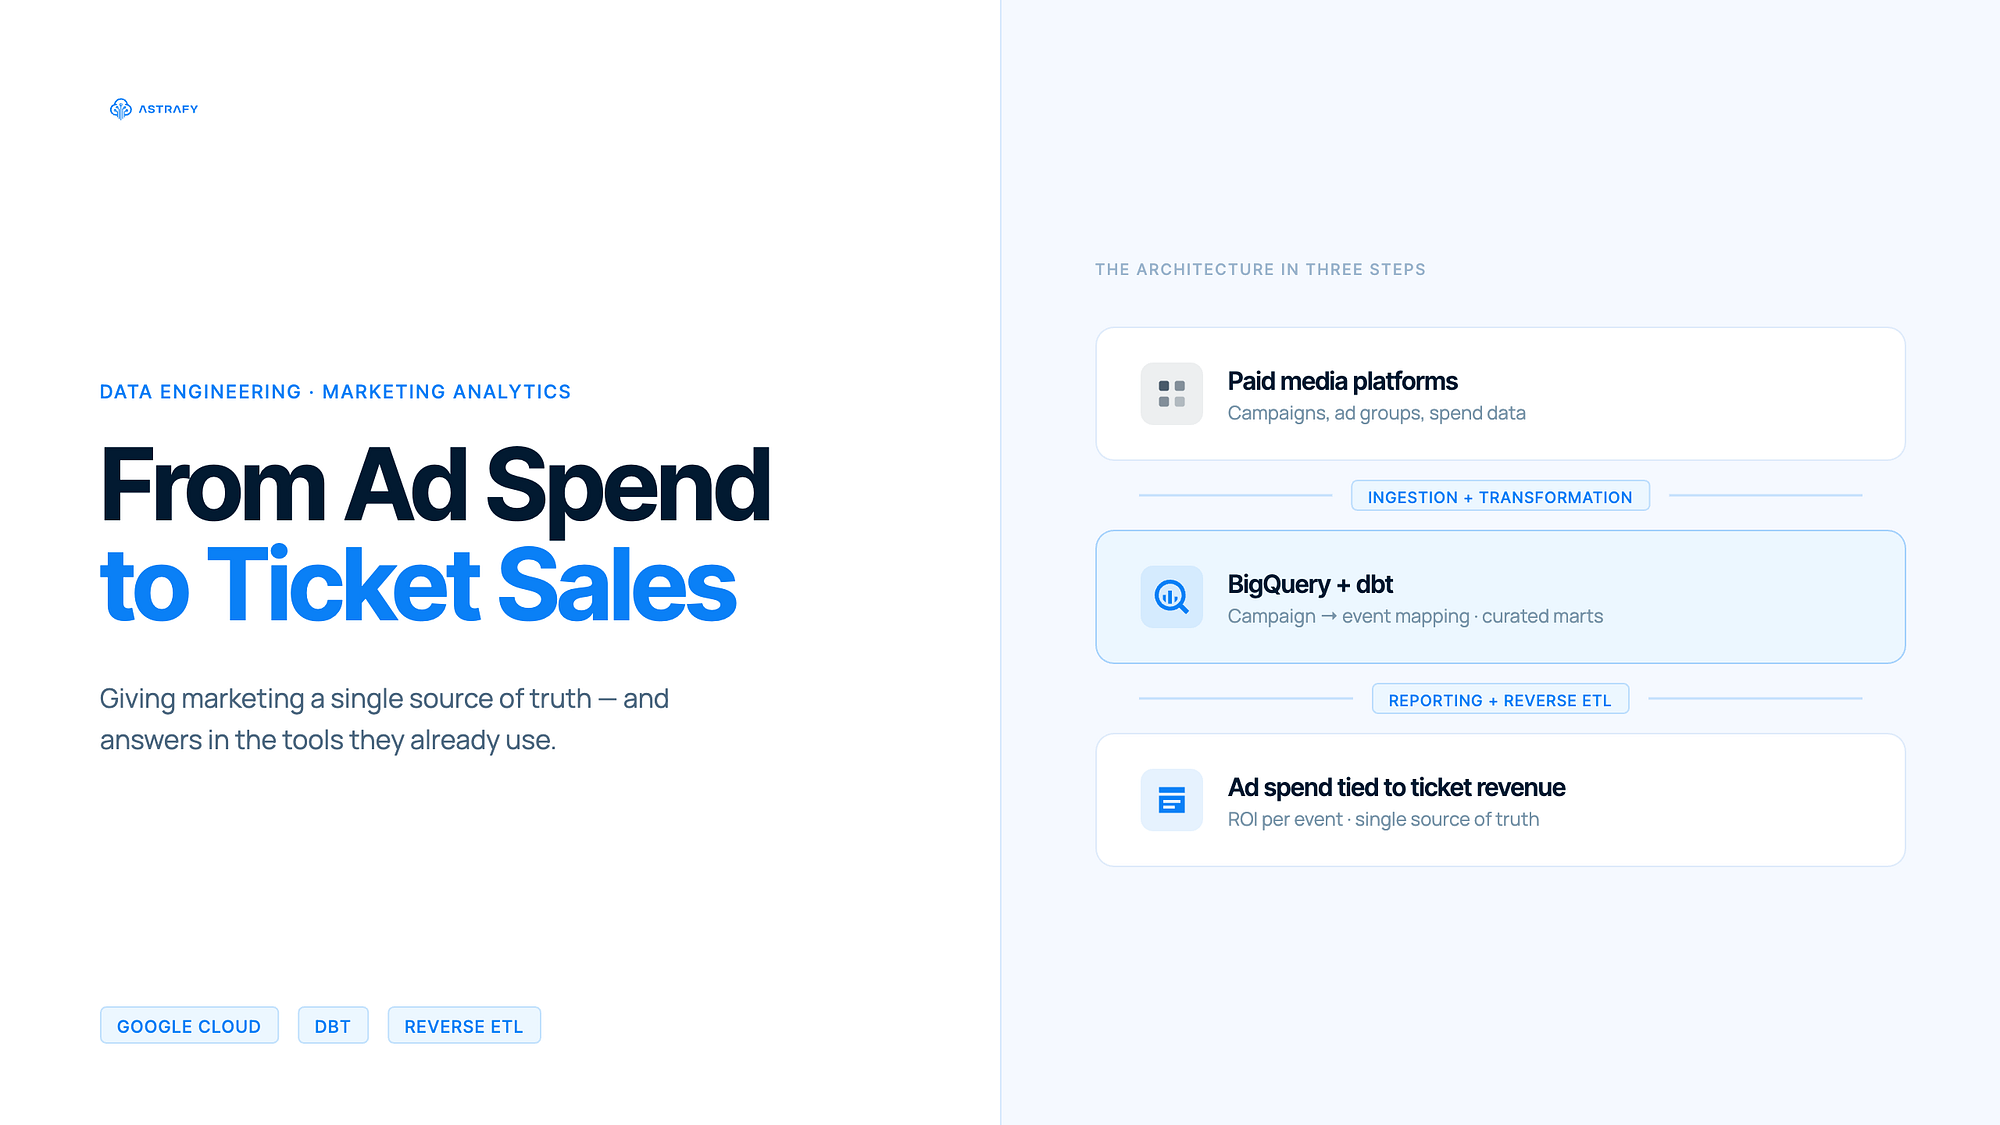 ASTRAFY
DATA ENGINEERING · MARKETING ANALYTICS
From Ad Spend
to Ticket Sales
Giving marketing a single source of truth — and
answers in the tools they already use.
GOOGLE CLOUD
DBT
REVERSE ETL
THE ARCHITECTURE IN THREE STEPS
Paid media platforms
Campaigns, ad groups, spend data
INGESTION + TRANSFORMATION
BigQuery + dbt
Campaign → event mapping · curated marts
REPORTING + REVERSE ETL
Ad spend tied to ticket revenue
ROI per event · single source of truth